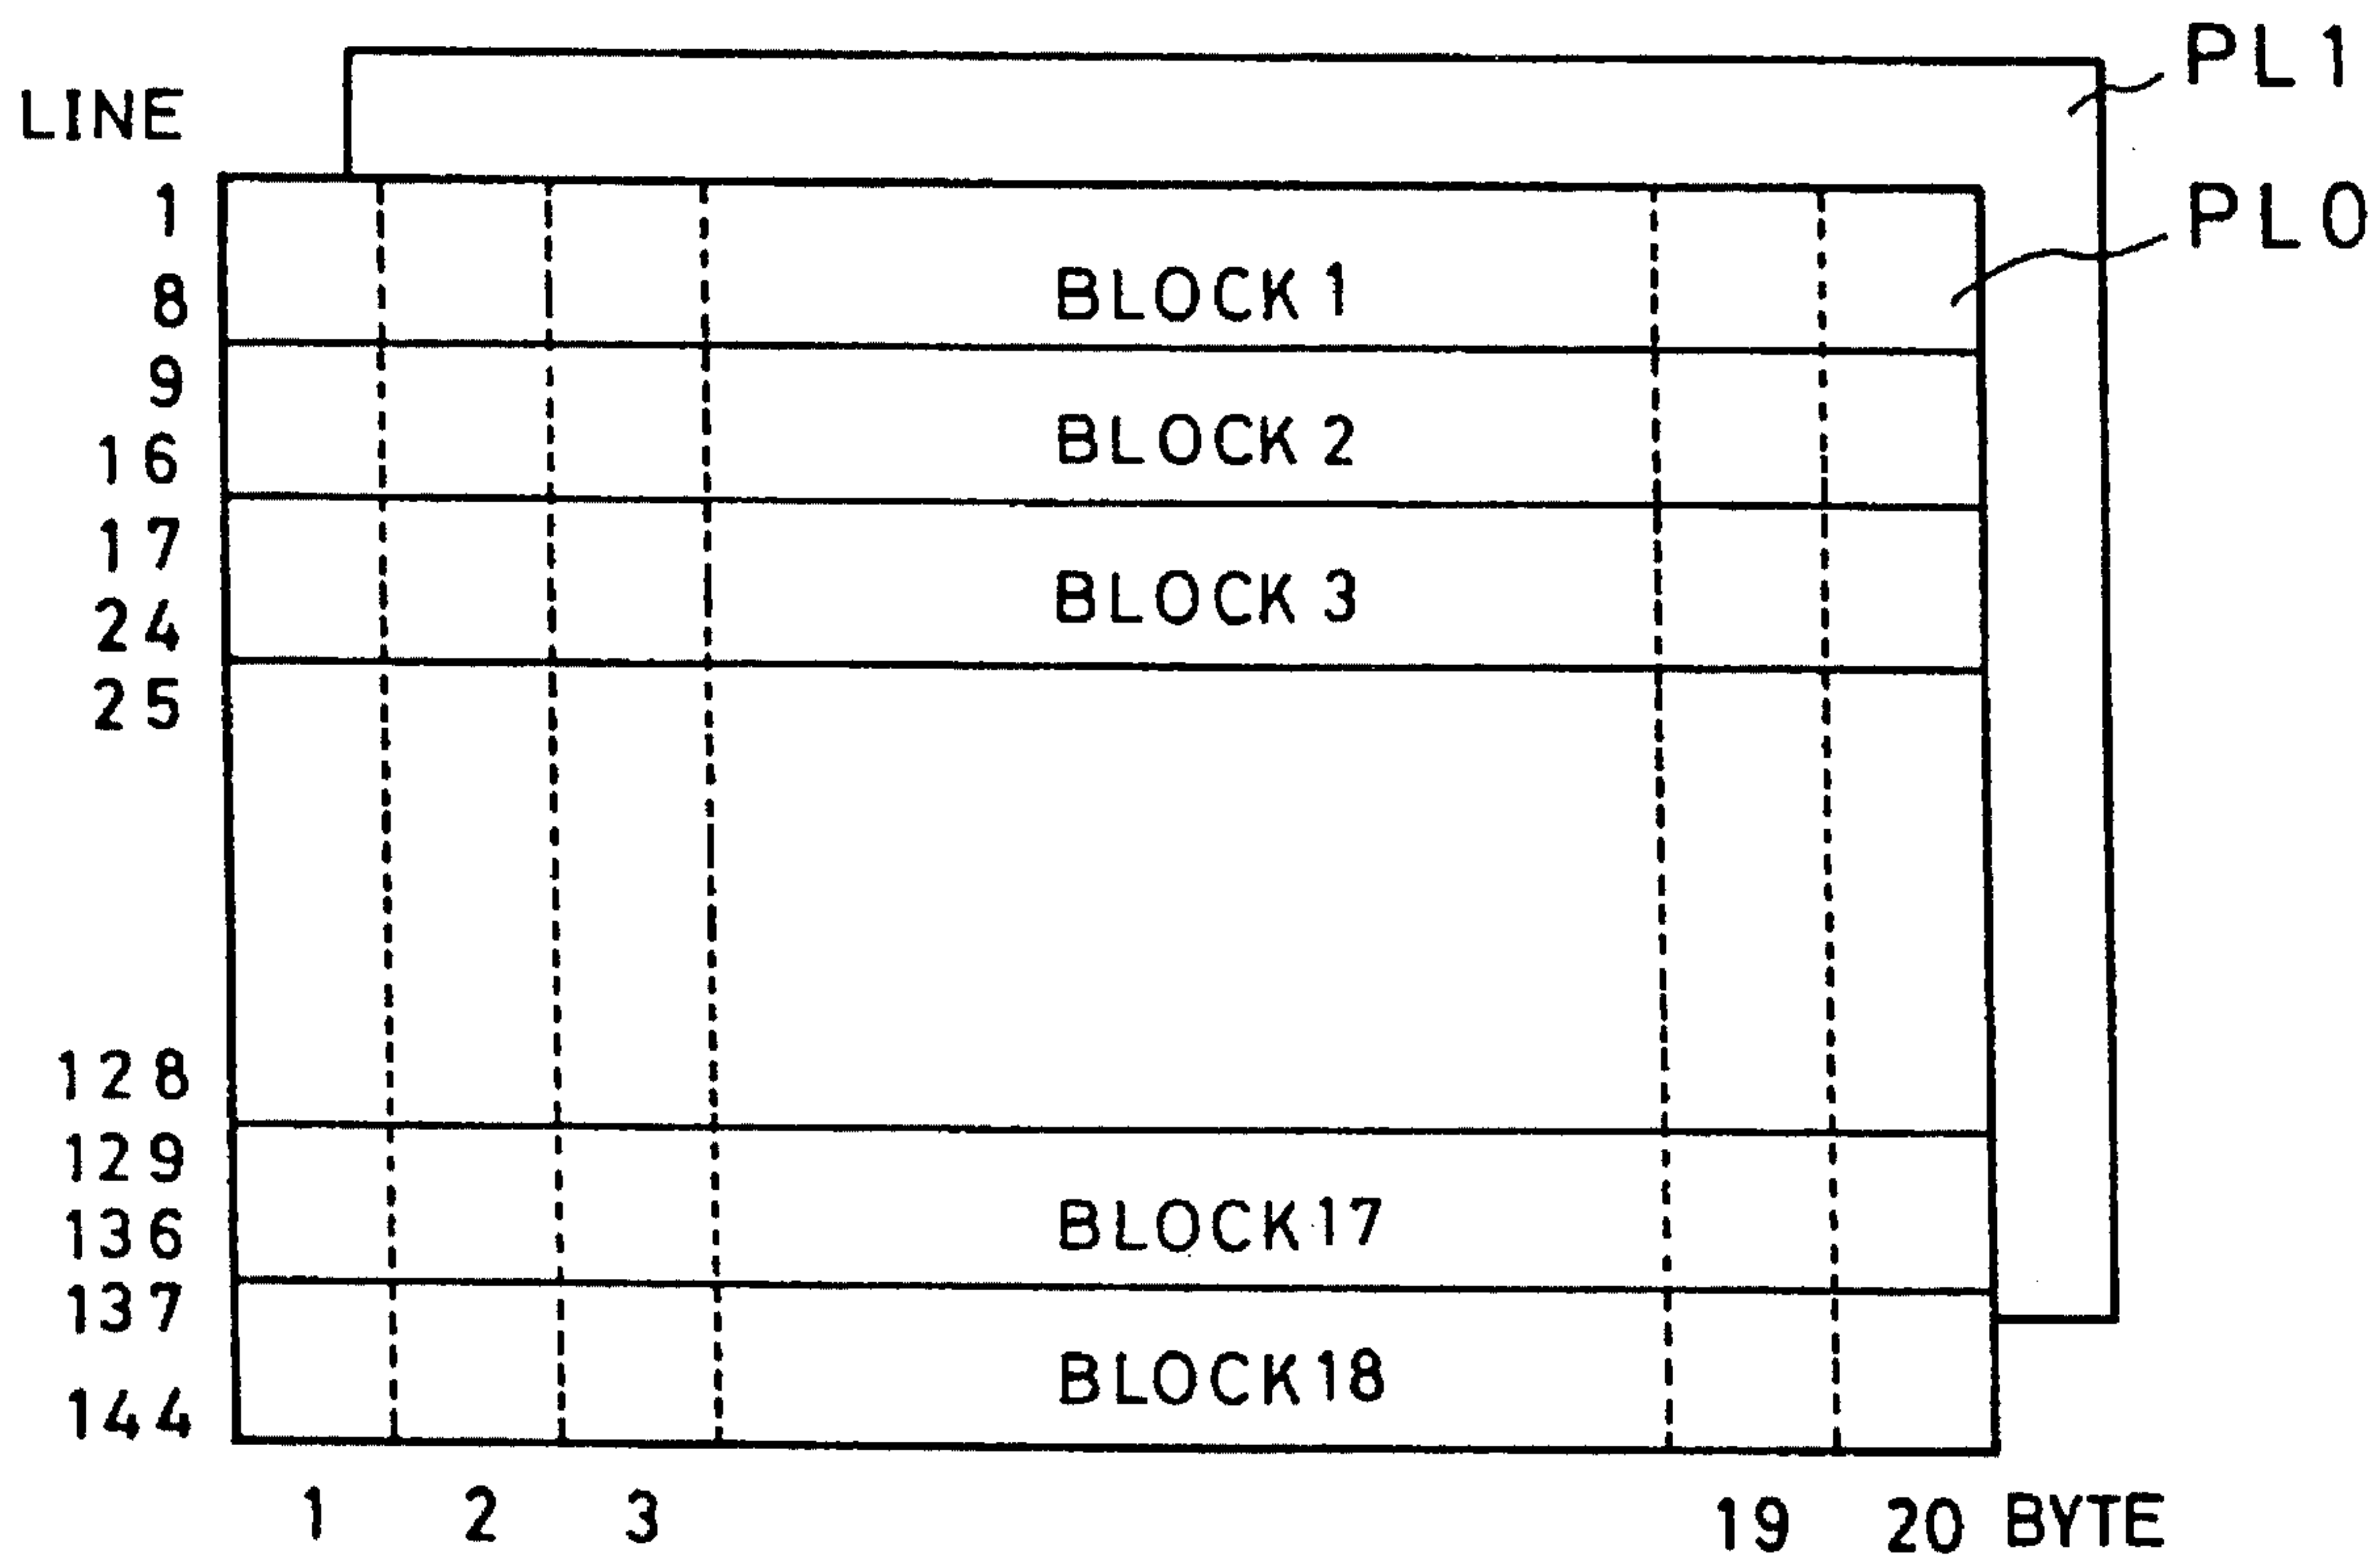 PL1
LINE
PL0
1
8
BLOCK 1
9
16
BLOCK 2
17
24
BLOCK 3
25
128
129
136
BLOCK 17
137
144
BLOCK 18
1 2 3 19 20 BYTE